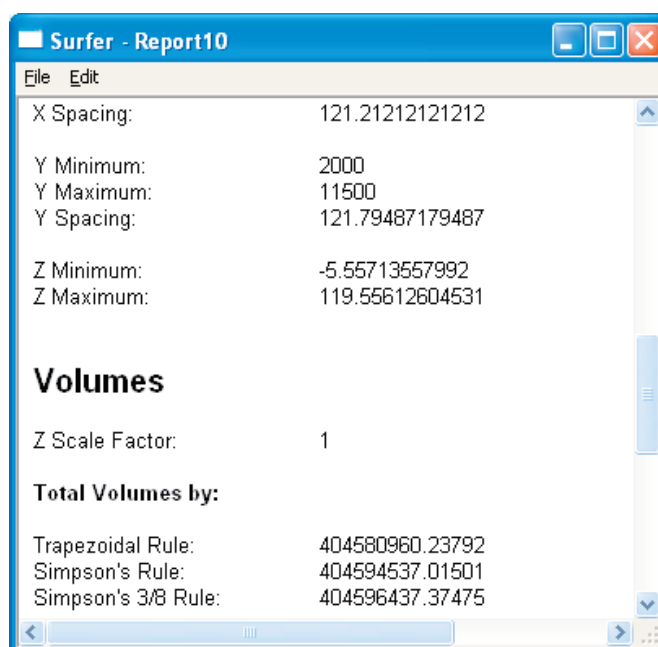 Surfer - Report10
File Edit
X Spacing: 121.21212121212
Y Minimum: 2000
Y Maximum: 11500
Y Spacing: 121.79487179487
Z Minimum: -5.55713557992
Z Maximum: 119.55612604531
Volumes
Z Scale Factor: 1
Total Volumes by:
Trapezoidal Rule: 404580960.23792
Simpson's Rule: 404594537.01501
Simpson's 3/8 Rule: 404596437.37475